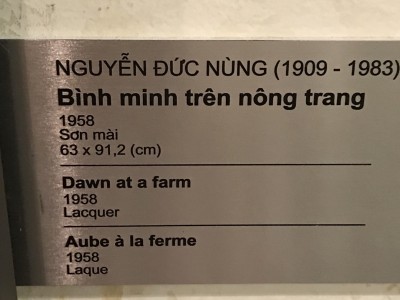 NGUYỄN ĐỨC NÙNG (1909 - 1983)
Bình minh trên nông trang
1958
Sơn mài
63 x 91,2 (cm)
Dawn at a farm
1958
Lacquer
Aube à la ferme
1958
Laque